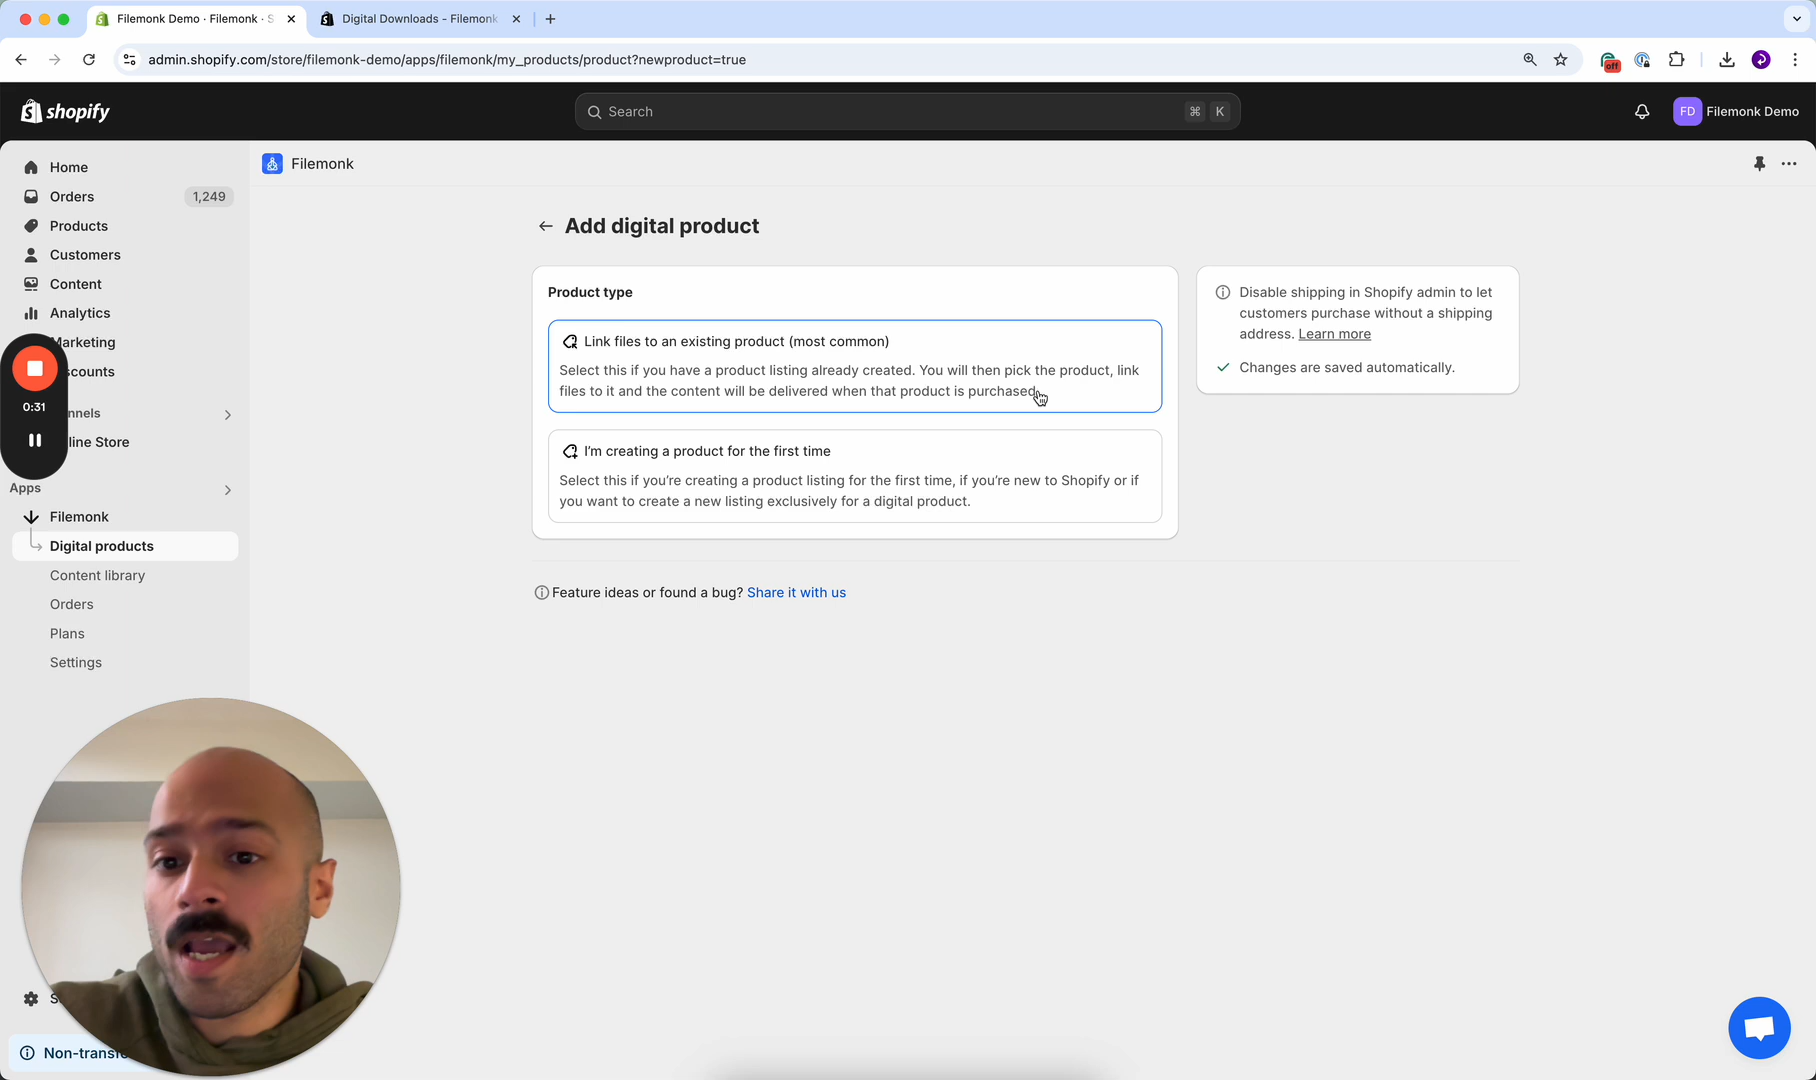 Filemonk Demo · Filemonk · S
Digital Downloads - Filemonk
admin.shopify.com/store/filemonk-demo/apps/filemonk/my_products/product?newproduct=true
off
shopify
Search
⌘ K
FD
Filemonk Demo
Home
Orders
1,249
Products
Customers
Content
Analytics
Marketing
scounts
0:31
nnels
line Store
Apps
Filemonk
Digital products
Content library
Orders
Plans
Settings
S
Non-transfe
Filemonk
Add digital product
Product type
Link files to an existing product (most common)
Select this if you have a product listing already created. You will then pick the product, link
files to it and the content will be delivered when that product is purchased.
I'm creating a product for the first time
Select this if you're creating a product listing for the first time, if you're new to Shopify or if
you want to create a new listing exclusively for a digital product.
Disable shipping in Shopify admin to let
customers purchase without a shipping
address. Learn more
Changes are saved automatically.
Feature ideas or found a bug? Share it with us